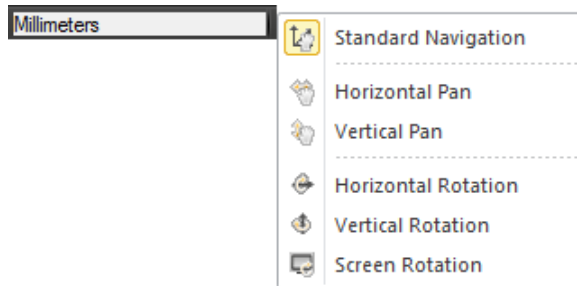 Millimeters
Standard Navigation
Horizontal Pan
Vertical Pan
Horizontal Rotation
Vertical Rotation
Screen Rotation